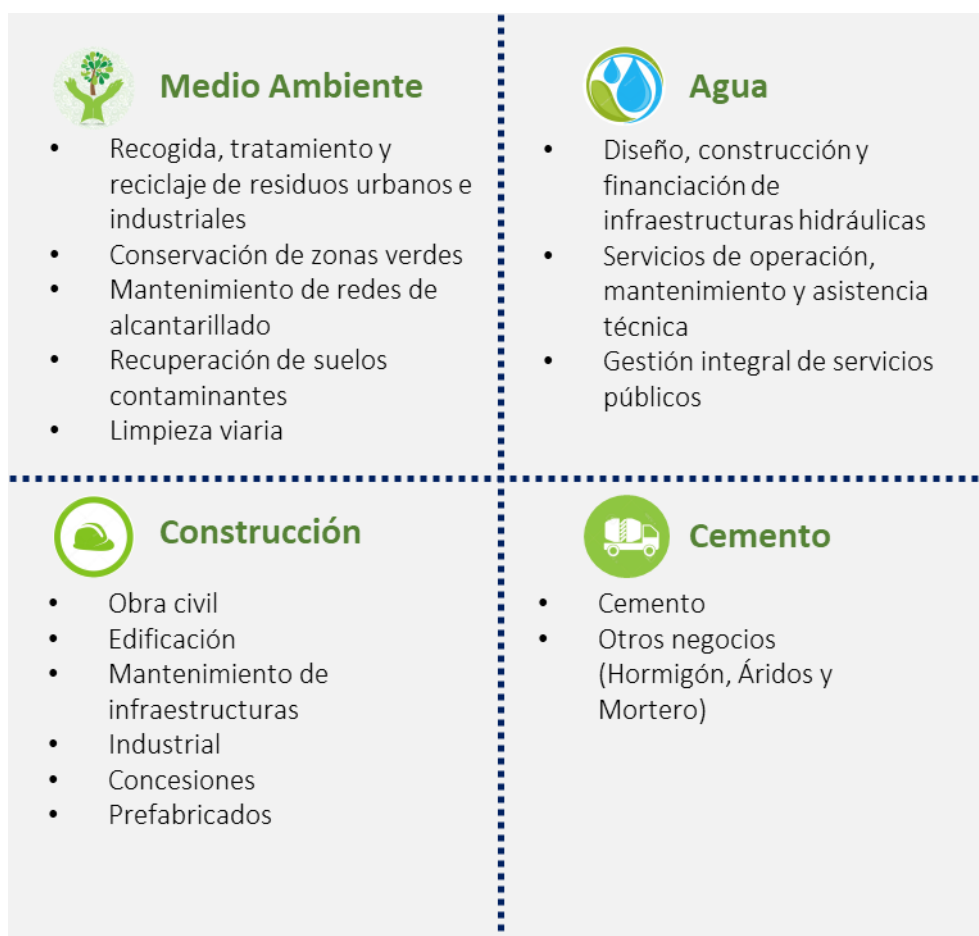 Medio Ambiente
• Recogida, tratamiento y
reciclaje de residuos urbanos e
industriales
• Conservación de zonas verdes
• Mantenimiento de redes de
alcantarillado
• Recuperación de suelos
contaminantes
• Limpieza viaria
Agua
• Diseño, construcción y
financiación de
infraestructuras hidráulicas
• Servicios de operación,
mantenimiento y asistencia
técnica
• Gestión integral de servicios
públicos
Construcción
• Obra civil
• Edificación
• Mantenimiento de
infraestructuras
• Industrial
• Concesiones
• Prefabricados
Cemento
• Cemento
• Otros negocios
(Hormigón, Áridos y
Mortero)